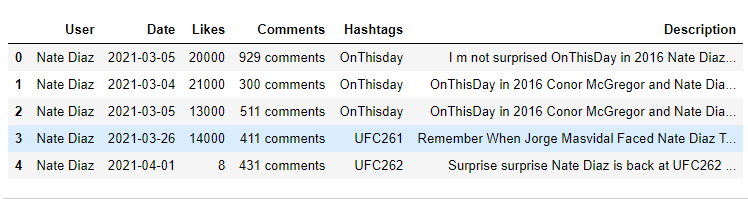 User Date Likes Comments Hashtags Description
0 Nate Diaz 2021-03-05 20000 929 comments OnThisday I m not surprised OnThisDay in 2016 Nate Diaz...
1 Nate Diaz 2021-03-04 21000 300 comments OnThisday OnThisDay in 2016 Conor McGregor and Nate Dia...
2 Nate Diaz 2021-03-05 13000 511 comments OnThisday OnThisDay in 2016 Conor McGregor and Nate Dia...
3 Nate Diaz 2021-03-26 14000 411 comments UFC261 Remember When Jorge Masvidal Faced Nate Diaz T...
4 Nate Diaz 2021-04-01 8 431 comments UFC262 Surprise surprise Nate Diaz is back at UFC262 ...